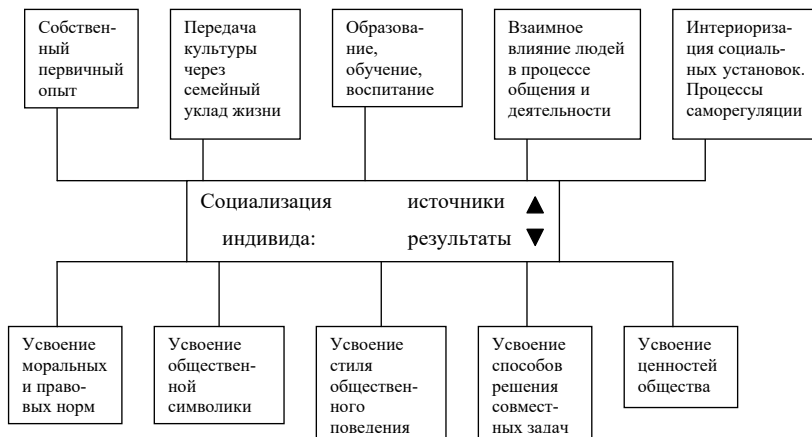 Собствен-
ный
первичный
опыт
Передача
культуры
через
семейный
уклад жизни
Образова-
ние,
обучение,
воспитание
Взаимное
влияние людей
в процессе
общения и
деятельности
Интериориза-
ция социаль-
ных установок.
Процессы
саморегуляции
Социализация источники ▲
индивида: результаты ▼
Усвоение
моральных
и право-
вых норм
Усвоение
обществен-
ной
символики
Усвоение
стиля
обществен-
ного
поведения
Усвоение
способов
решения
совмест-
ных задач
Усвоение
ценностей
общества